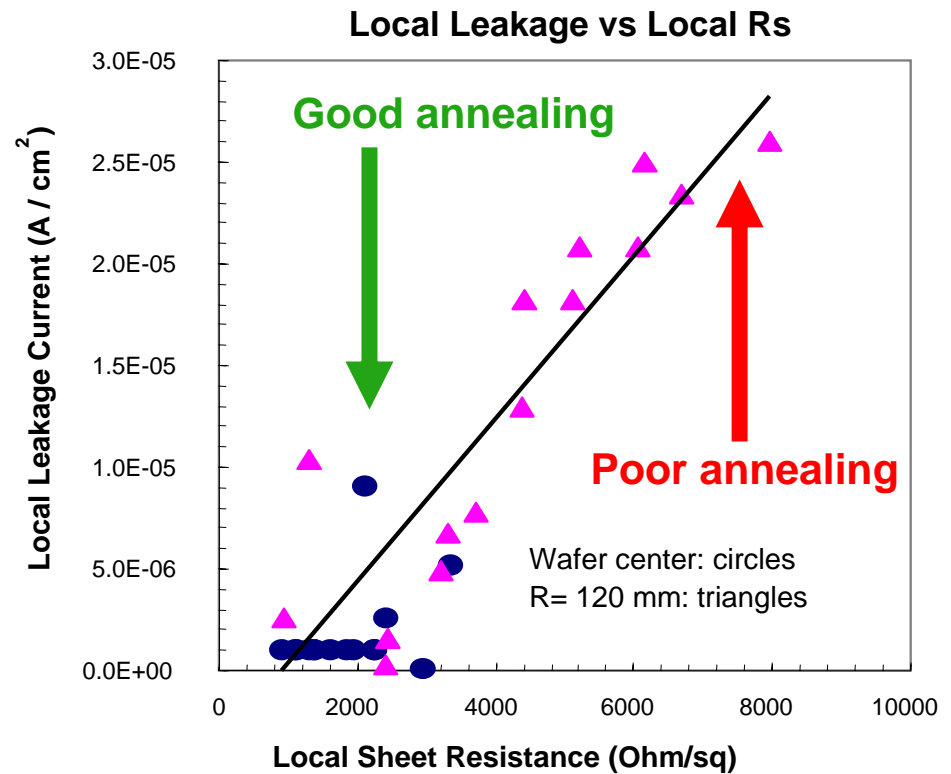 Local Leakage vs Local Rs
3.0E-05
2.5E-05
2.0E-05
1.5E-05
1.0E-05
5.0E-06
0.0E+00
Local Leakage Current (A / cm²)
Good annealing
Poor annealing
Wafer center: circles
R= 120 mm: triangles
0 2000 4000 6000 8000 10000
Local Sheet Resistance (Ohm/sq)